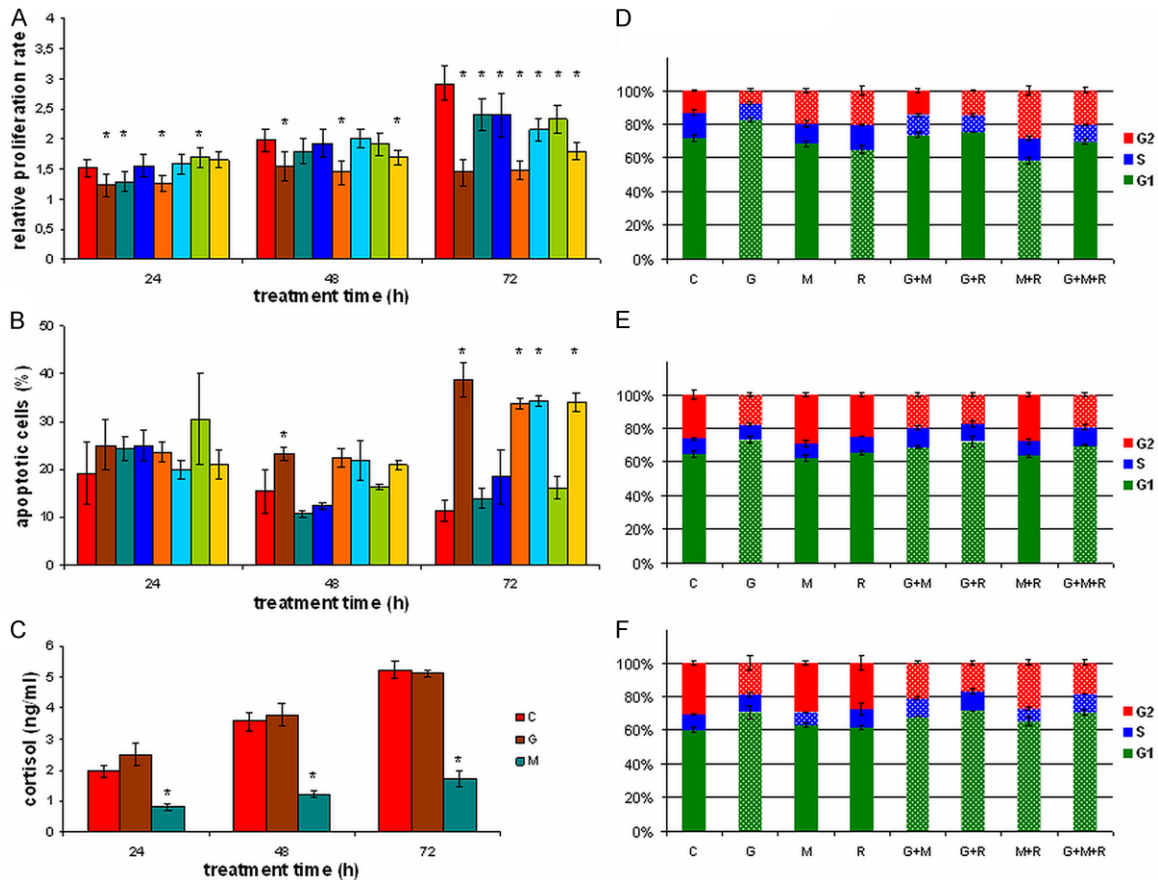 A
relative proliferation rate
4
3,5
3
2,5
2
1,5
1
0,5
0
* * * *
* * *
* * * * * * *
24 48 72
treatment time (h)
B
apoptotic cells (%)
50
40
30
20
10
0
*
* * * *
24 48 72
treatment time (h)
C
cortisol (ng/ml)
6
5
4
3
2
1
0
*
*
*
24 48 72
treatment time (h)
C
G
M
D
100%
80%
60%
40%
20%
0%
C G M R G+M G+R M+R G+M+R
G2
S
G1
E
100%
80%
60%
40%
20%
0%
C G M R G+M G+R M+R G+M+R
G2
S
G1
F
100%
80%
60%
40%
20%
0%
C G M R G+M G+R M+R G+M+R
G2
S
G1